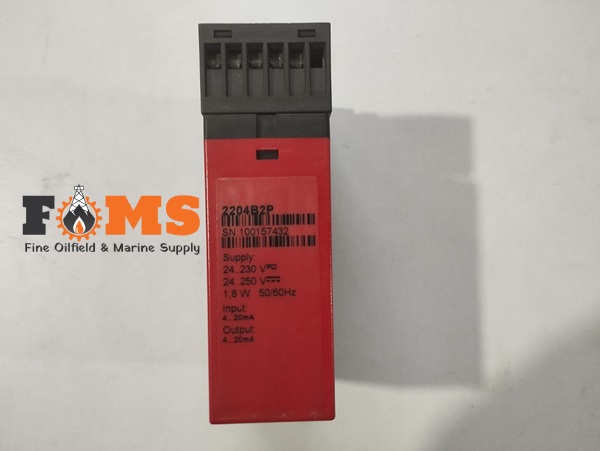 FOMS
Fine Oilfield & Marine Supply
2204B2P
SN 100157432
Supply:
24..230 V
24..250 V
1,8 W 50/60Hz
Input:
4...20mA
Output:
4...20mA